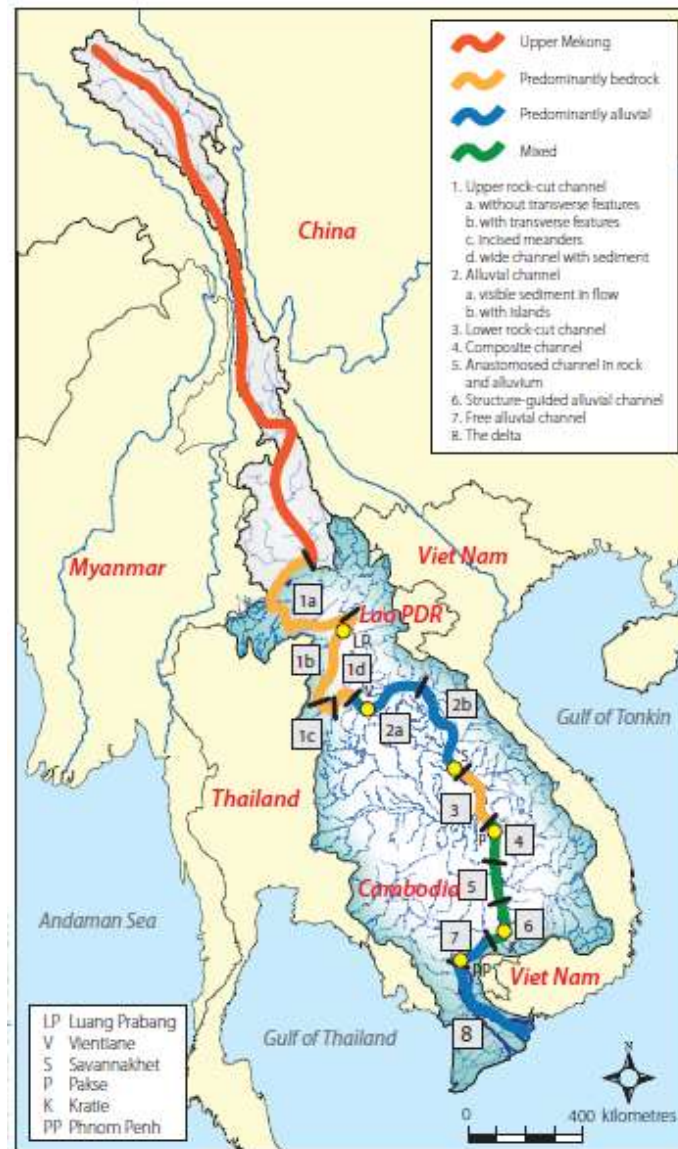 Upper Mekong
Predominantly bedrock
Predominantly alluvial
Mixed
1. Upper rock-cut channel
a. without transverse features
b. with transverse features
c. incised meanders
d. wide channel with sediment
2. Alluvial channel
a. visible sediment in flow
b. with islands
3. Lower rock-cut channel
4. Composite channel
5. Anastomosed channel in rock
and alluvium
6. Structure-guided alluvial channel
7. Free alluvial channel
8. The delta
China
Myanmar
Viet Nam
1a
Lao PDR
LP
1b
1d
V
2b
1c
2a
Gulf of Tonkin
S
Thailand
3
P
4
Cambodia
5
Andaman Sea
7
6
PP
Viet Nam
Gulf of Thailand
8
N
0 400 kilometres
LP Luang Prabang
V Vientiane
S Savannakhet
P Pakse
K Kratie
PP Phnom Penh